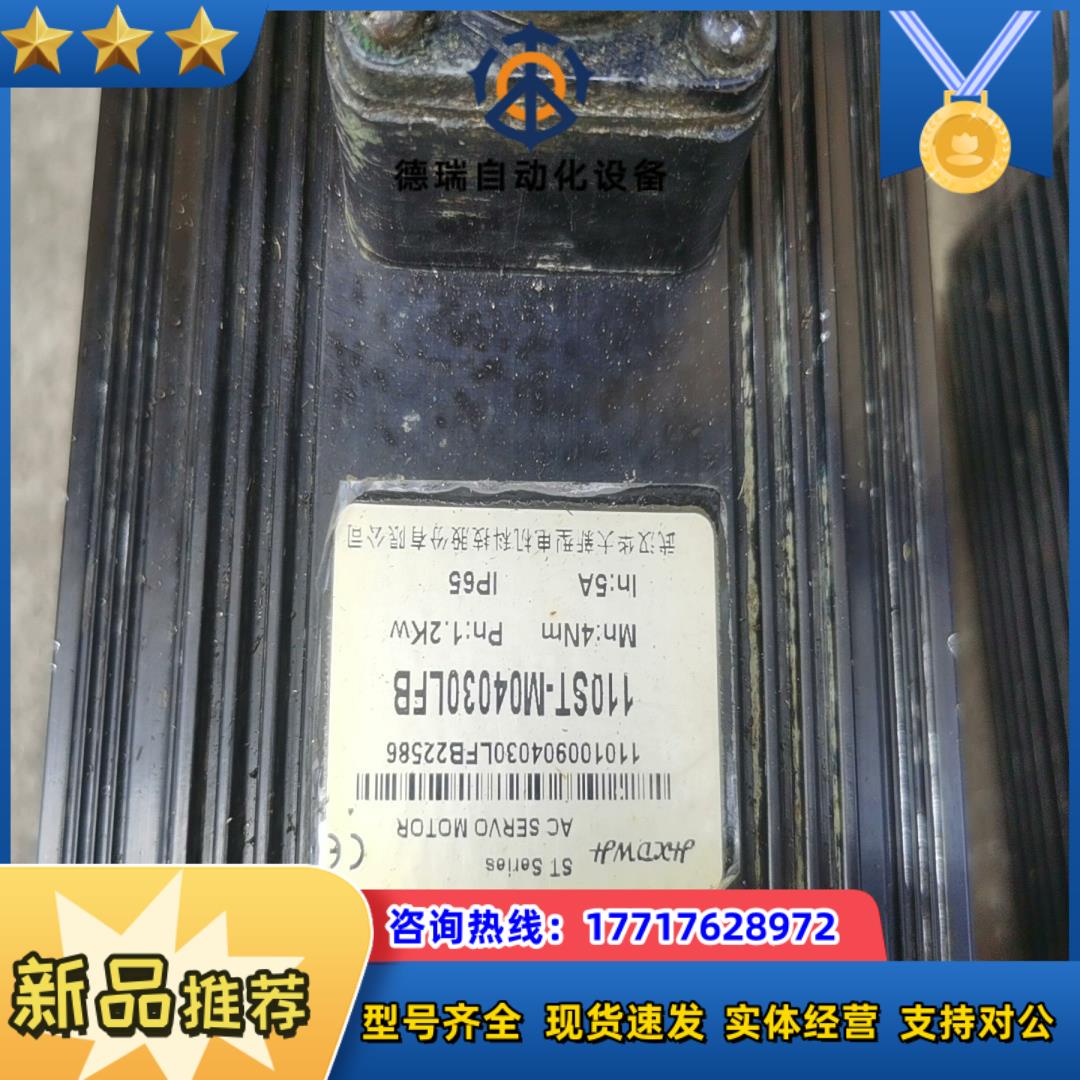 德瑞自动化设备
HXDWH
ST Series
AC SERVO MOTOR
CE
110100904030LFB22586
110ST-M04030LFB
Mn:4Nm Pn:1.2Kw
In:5A IP65
武汉华大新型电机科技股份有限公司
咨询热线：17717628972
新品推荐
型号齐全 现货速发 实体经营 支持对公